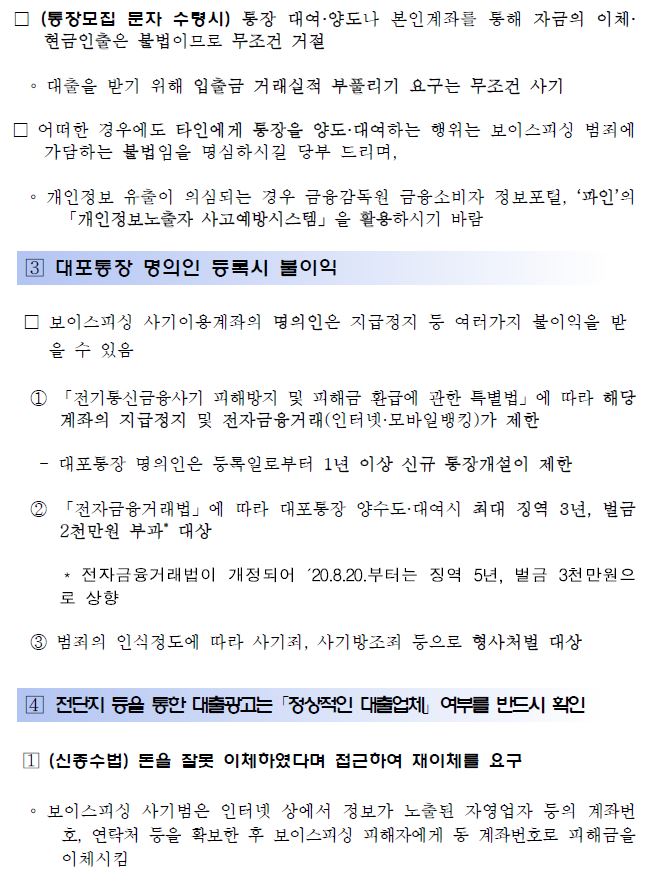 □ (통장모집 문자 수령시) 통장 대여·양도나 본인계좌를 통해 자금의 이체·
현금인출은 불법이므로 무조건 거절
◦ 대출을 받기 위해 입출금 거래실적 부풀리기 요구는 무조건 사기
□ 어떠한 경우에도 타인에게 통장을 양도·대여하는 행위는 보이스피싱 범죄에
가담하는 불법임을 명심하시길 당부 드리며,
◦ 개인정보 유출이 의심되는 경우 금융감독원 금융소비자 정보포털, ‘파인’의
「개인정보노출자 사고예방시스템」을 활용하시기 바람
3 대포통장 명의인 등록시 불이익
□ 보이스피싱 사기이용계좌의 명의인은 지급정지 등 여러가지 불이익을 받
을 수 있음
① 「전기통신금융사기 피해방지 및 피해금 환급에 관한 특별법」에 따라 해당
계좌의 지급정지 및 전자금융거래(인터넷·모바일뱅킹)가 제한
- 대포통장 명의인은 등록일로부터 1년 이상 신규 통장개설이 제한
② 「전자금융거래법」에 따라 대포통장 양수도·대여시 최대 징역 3년, 벌금
2천만원 부과* 대상
* 전자금융거래법이 개정되어 ´20.8.20.부터는 징역 5년, 벌금 3천만원으
로 상향
③ 범죄의 인식정도에 따라 사기죄, 사기방조죄 등으로 형사처벌 대상
4 전단지 등을 통한 대출광고는「정상적인 대출업체」여부를 반드시 확인
1 (신종수법) 돈을 잘못 이체하였다며 접근하여 재이체를 요구
◦ 보이스피싱 사기범은 인터넷 상에서 정보가 노출된 자영업자 등의 계좌번
호, 연락처 등을 확보한 후 보이스피싱 피해자에게 동 계좌번호로 피해금을
이체시킴